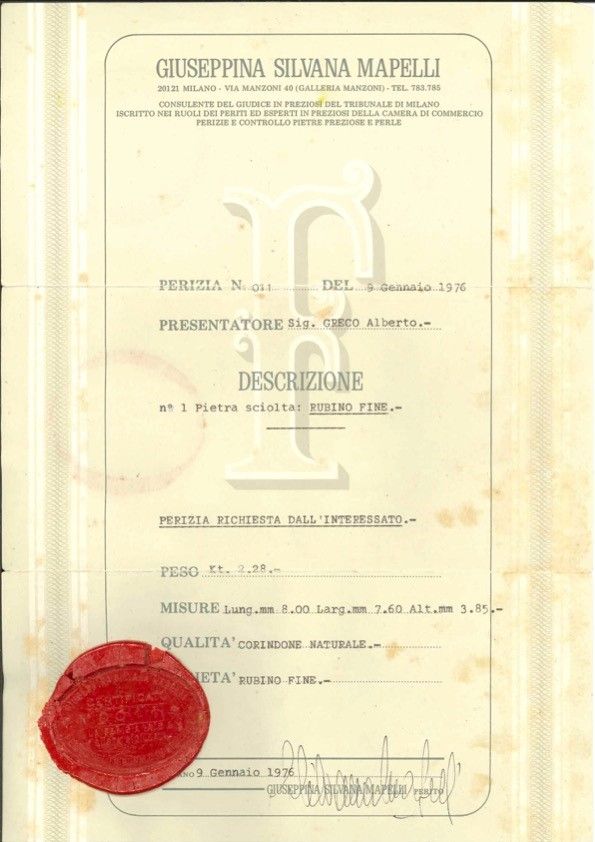 GIUSEPPINA SILVANA MAPELLI
20121 MILANO - VIA MANZONI 40 (GALLERIA MANZONI) - TEL. 783.785
CONSULENTE DEL GIUDICE IN PREZIOSI DEL TRIBUNALE DI MILANO
ISCRITTO NEI RUOLI DEI PERITI ED ESPERTI IN PREZIOSI DELLA CAMERA DI COMMERCIO
PERIZIE E CONTROLLO PIETRE PREZIOSE E PERLE
PERIZIA N. 011 DEL 9 Gennaio 1976
PRESENTATORE Sig. GRECO Alberto.-
DESCRIZIONE
n° 1 Pietra sciolta: RUBINO FINE.-
PERIZIA RICHIESTA DALL'INTERESSATO.-
PESO Kt. 2.28.-
MISURE Lung.mm 8.00 Larg.mm 7.60 Alt.mm 3.85.-
QUALITA' CORINDONE NATURALE.-
IETA' RUBINO FINE.-
ANO 9 Gennaio 1976
GIUSEPPINA SILVANA MAPELLI PERITO